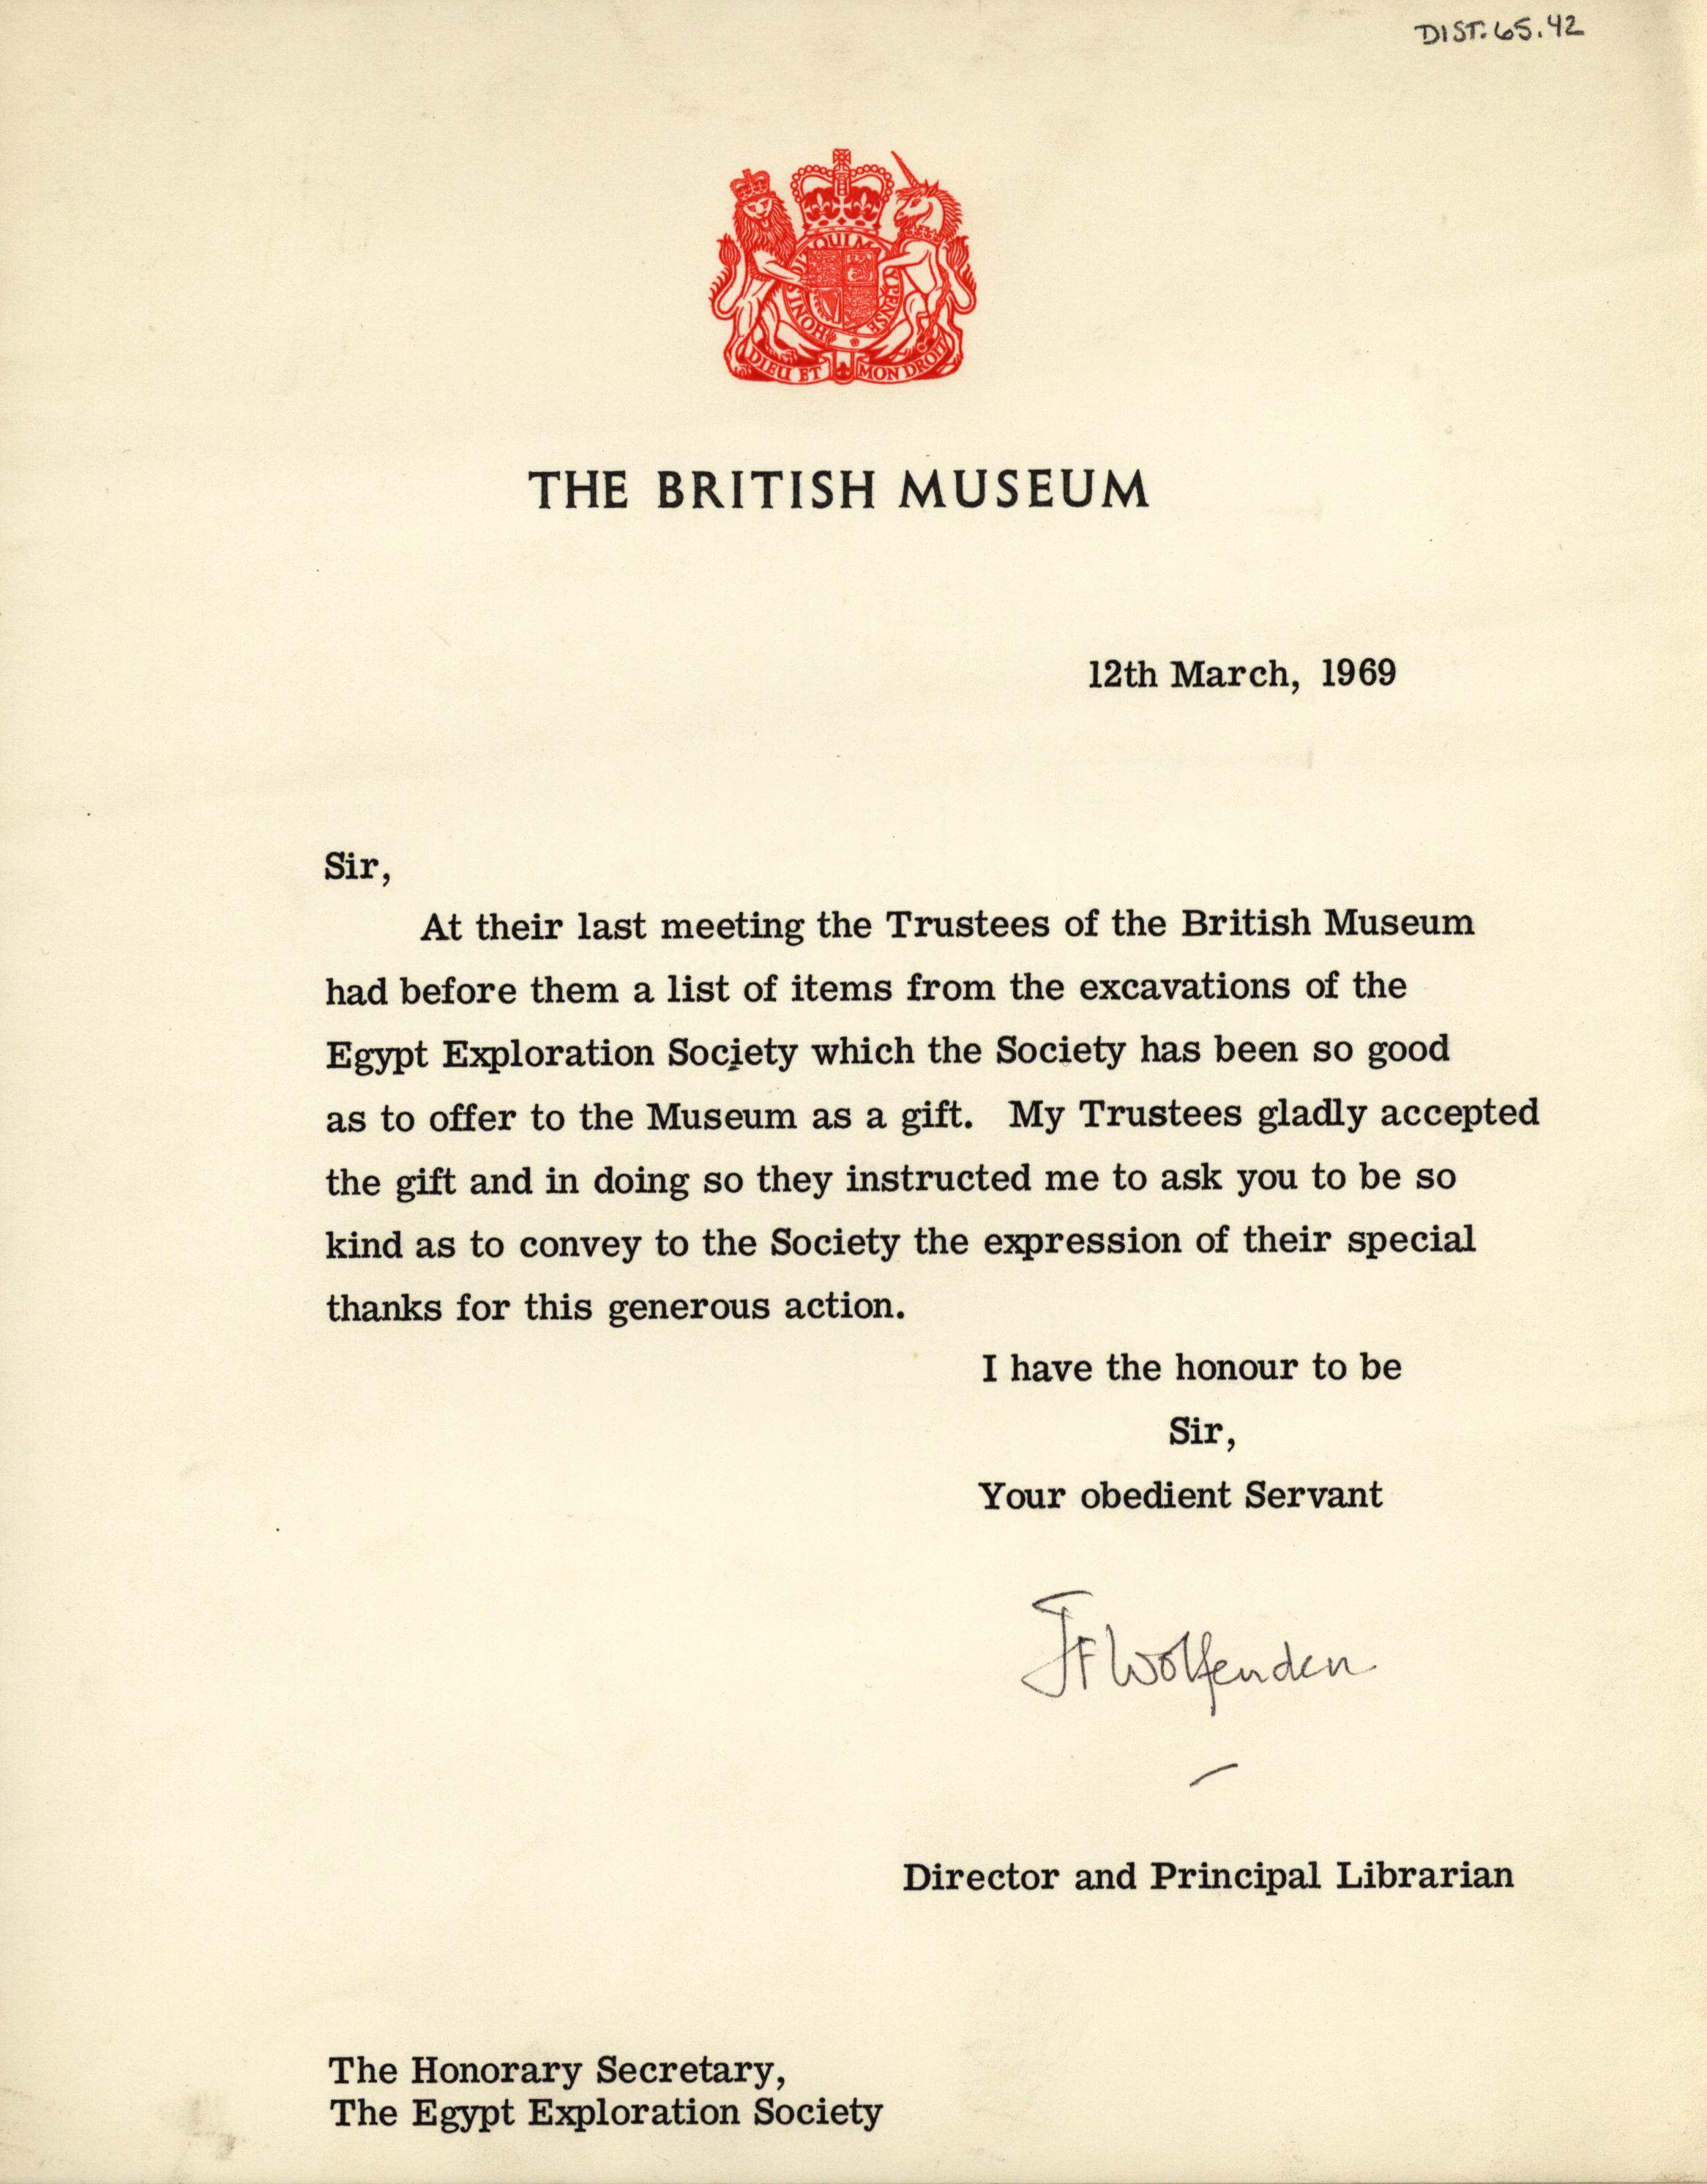 DIST. 65.42
QUI M
HONI S
PENSE
DIEU ET MON DROIT
THE BRITISH MUSEUM
12th March, 1969
Sir,
At their last meeting the Trustees of the British Museum
had before them a list of items from the excavations of the
Egypt Exploration Society which the Society has been so good
as to offer to the Museum as a gift. My Trustees gladly accepted
the gift and in doing so they instructed me to ask you to be so
kind as to convey to the Society the expression of their special
thanks for this generous action.
I have the honour to be
Sir,
Your obedient Servant
JFWolfenden
Director and Principal Librarian
The Honorary Secretary,
The Egypt Exploration Society